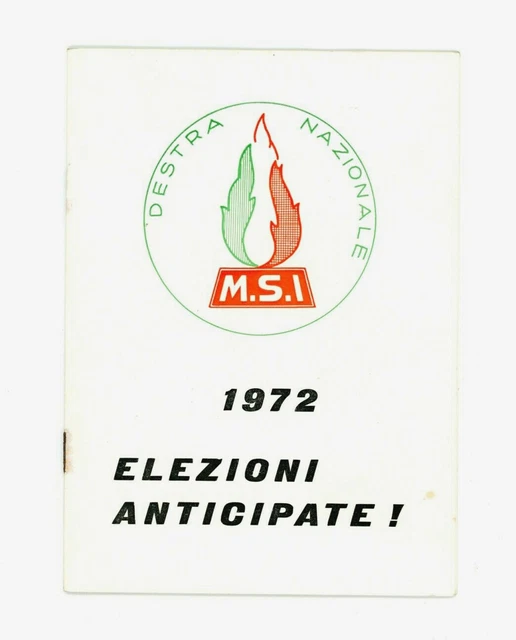 DESTRA NAZIONALE
M.S.I
1972
ELEZIONI
ANTICIPATE !